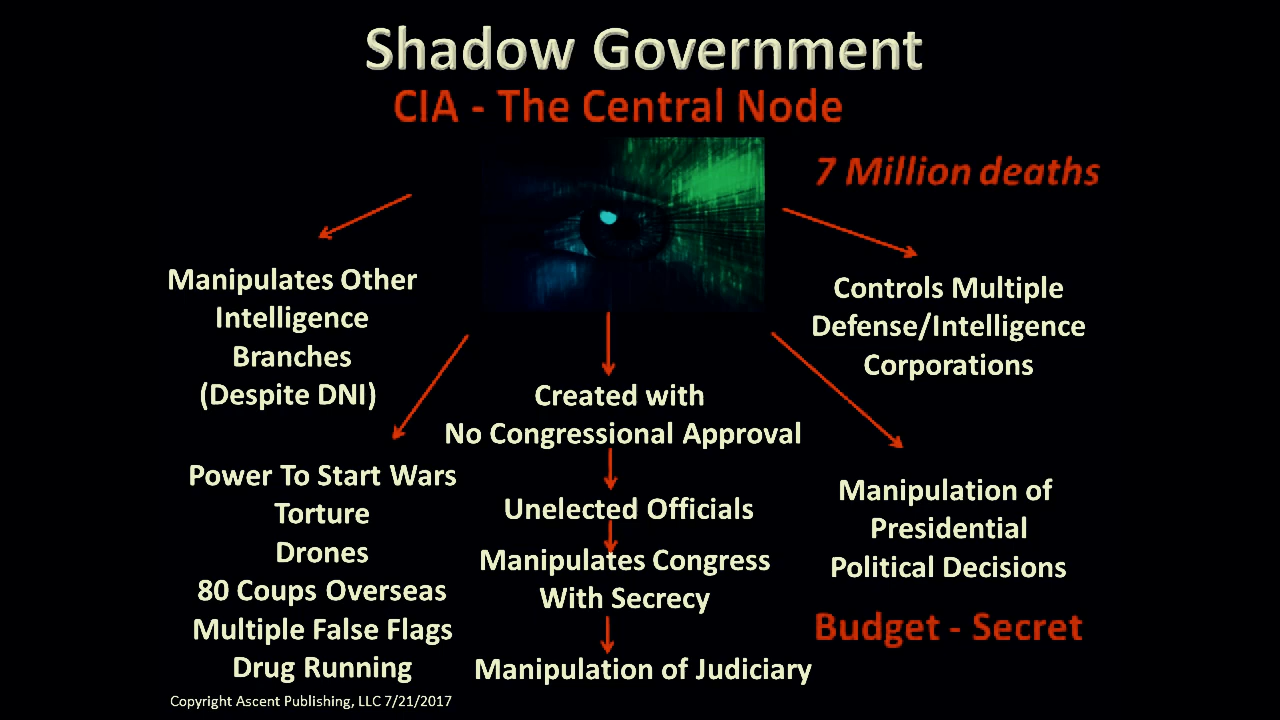 Shadow Government
CIA - The Central Node
7 Million deaths
Manipulates Other
Intelligence
Branches
(Despite DNI)
Controls Multiple
Defense/Intelligence
Corporations
Power To Start Wars
Torture
Drones
80 Coups Overseas
Multiple False Flags
Drug Running
Created with
No Congressional Approval
Unelected Officials
Manipulates Congress
With Secrecy
Manipulation of Judiciary
Manipulation of
Presidential
Political Decisions
Budget - Secret
Copyright Ascent Publishing, LLC 7/21/2017